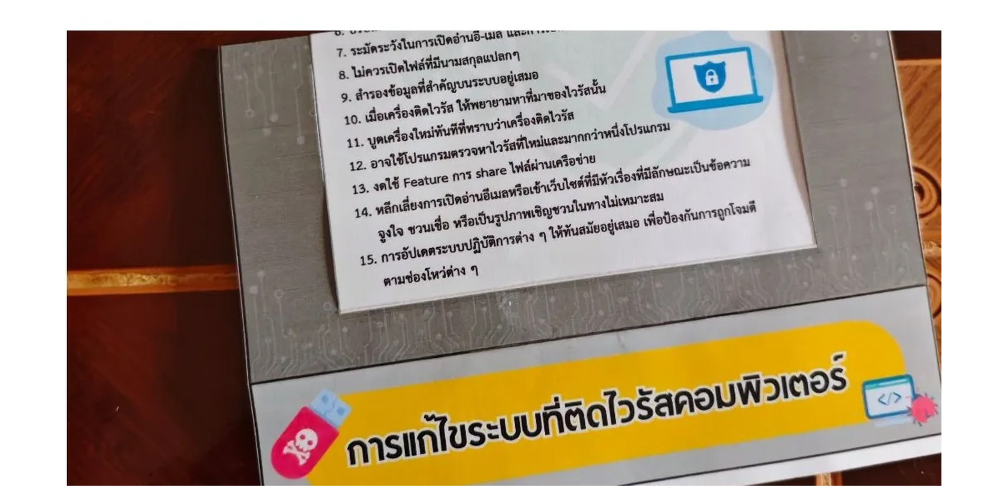 7. ระมัดระวังในการเปิดอ่านอี-เมล และการ
8. ไม่ควรเปิดไฟล์ที่มีนามสกุลแปลกๆ
9. สำรองข้อมูลที่สำคัญบนระบบอยู่เสมอ
10. เมื่อเครื่องติดไวรัส ให้พยายามหาที่มาของไวรัสนั้น
11. บูตเครื่องใหม่ทันทีที่ทราบว่าเครื่องติดไวรัส
12. อาจใช้โปรแกรมตรวจหาไวรัสที่ใหม่และมากกว่าหนึ่งโปรแกรม
13. งดใช้ Feature การ share ไฟล์ผ่านเครือข่าย
14. หลีกเลี่ยงการเปิดอ่านอีเมลหรือเข้าเว็บไซต์ที่มีหัวเรื่องที่มีลักษณะเป็นข้อความ
จูงใจ ชวนเชื่อ หรือเป็นรูปภาพเชิญชวนในทางไม่เหมาะสม
15. การอัปเดตระบบปฏิบัติการต่าง ๆ ให้ทันสมัยอยู่เสมอ เพื่อป้องกันการถูกโจมตี
ตามช่องโหว่ต่าง ๆ
การแก้ไขระบบที่ติดไวรัสคอมพิวเตอร์
</>